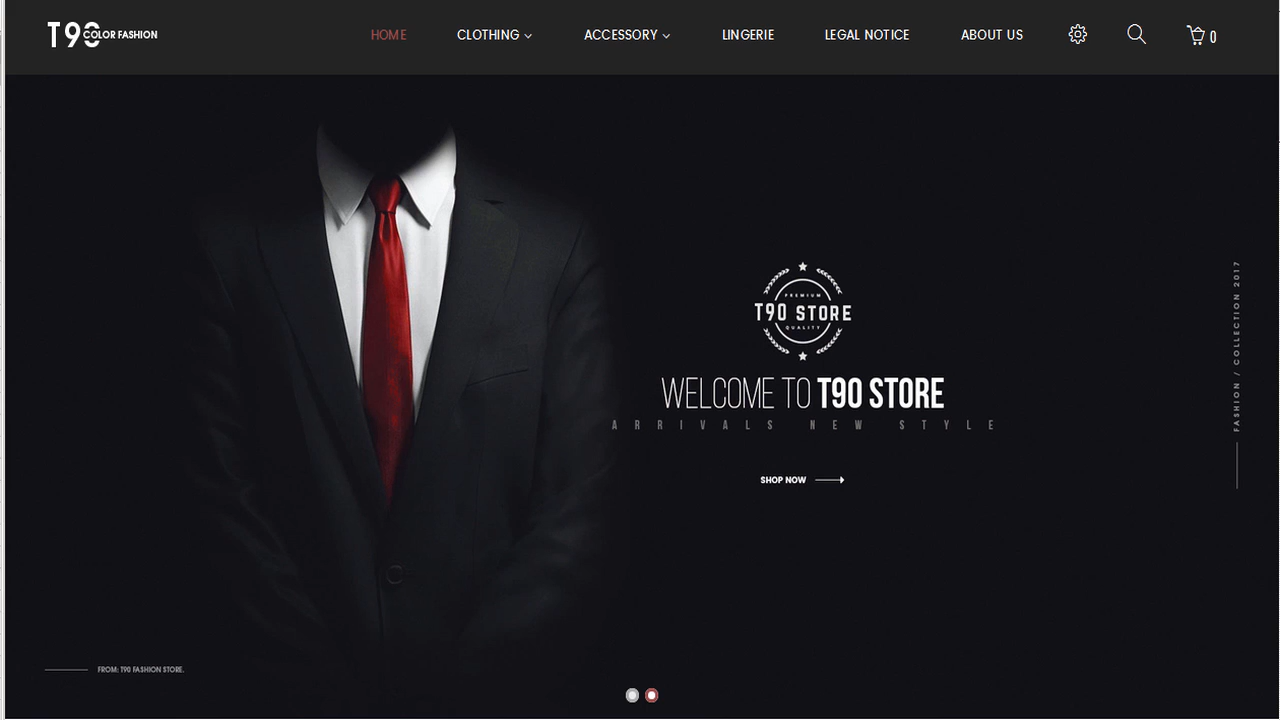 T90 COLOR FASHION
HOME CLOTHING ACCESSORY LINGERIE LEGAL NOTICE ABOUT US 0
FASHION / COLLECTION 2017
PREMIUM
T90 STORE
QUALITY
WELCOME TO T90 STORE
ARRIVALS NEW STYLE
SHOP NOW
FROM: T90 FASHION STORE.